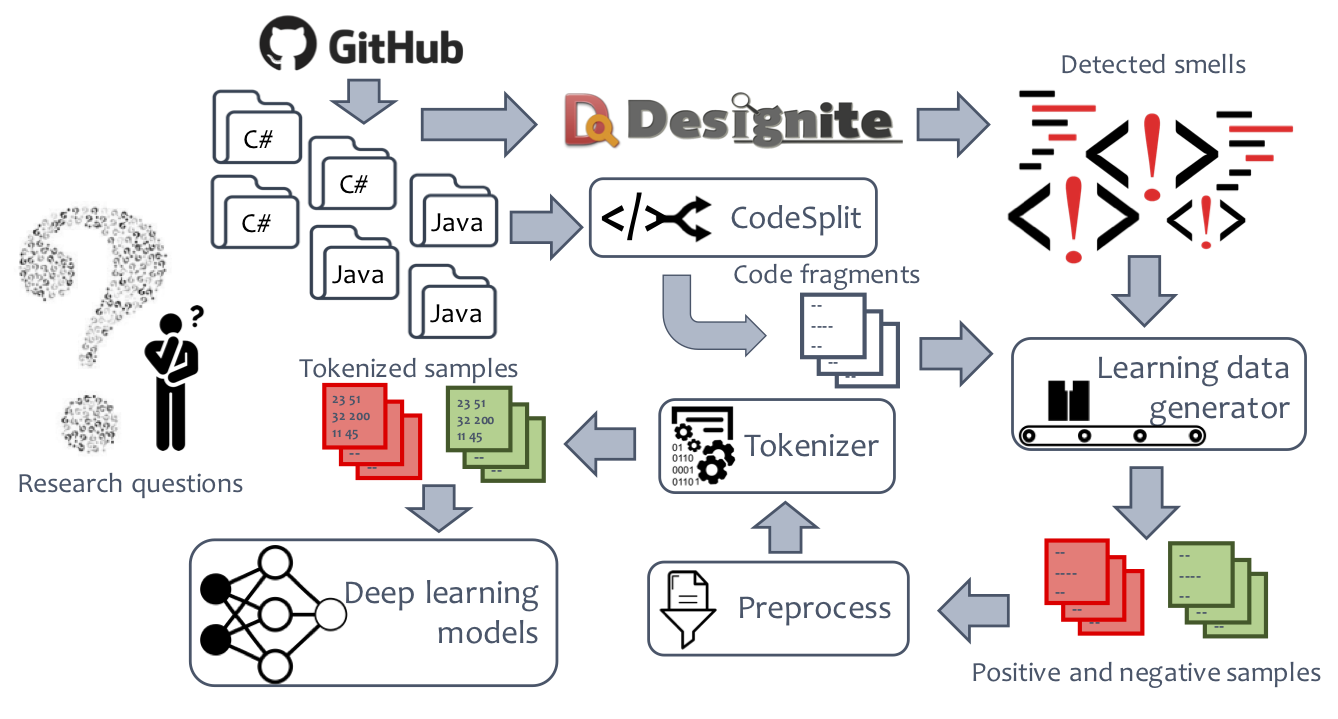 GitHub
Detected smells
Designite
C#
C#
C#
Java
Java
Java
</> CodeSplit
Code fragments
--
----
--
?
Research questions
Learning data
generator
Tokenized samples
23 51
32 200
11 45
--
--
23 51
32 200
11 45
--
--
01
0110
0001
01101
Tokenizer
Deep learning
models
Preprocess
--
----
--
--
--
--
----
--
--
--
Positive and negative samples